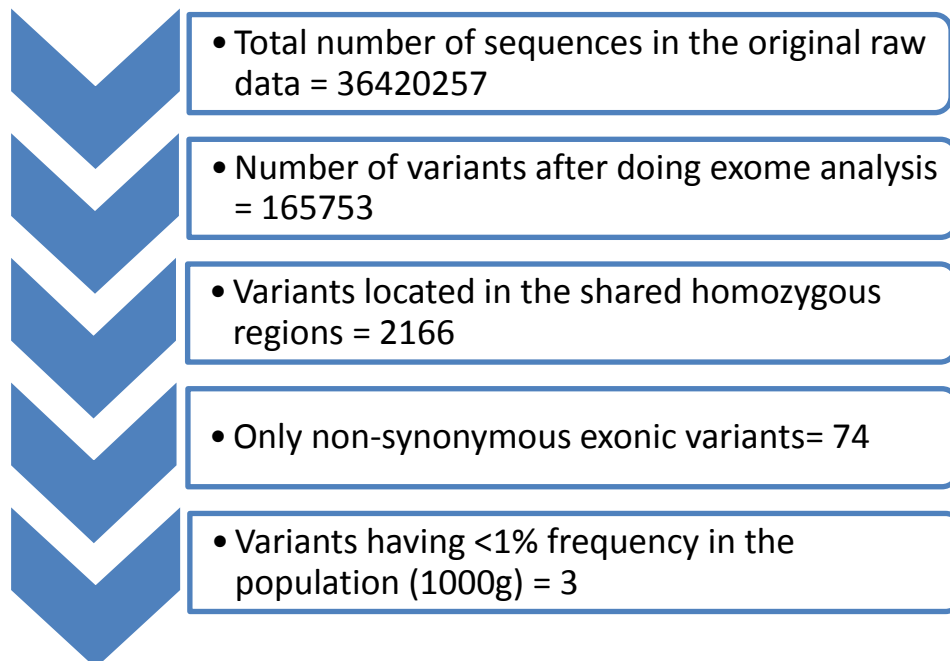 • Total number of sequences in the original raw
data = 36420257
• Number of variants after doing exome analysis
= 165753
• Variants located in the shared homozygous
regions = 2166
• Only non-synonymous exonic variants= 74
• Variants having <1% frequency in the
population (1000g) = 3